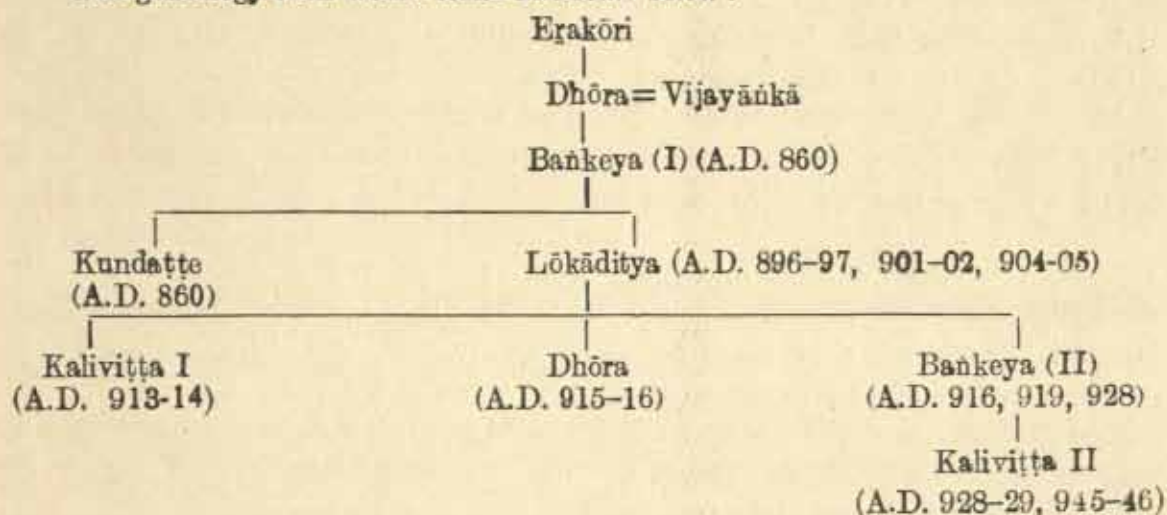 Eṟakōri
Dhōra= Vijayāṅkā
Baṅkeya (I) (A.D. 860)
Kundaṭṭe Lōkāditya (A.D. 896–97, 901–02, 904–05)
(A.D. 860)
Kaliviṭṭa I Dhōra Baṅkeya (II)
(A.D. 913-14) (A.D. 915–16) (A.D. 916, 919, 928)
Kaliviṭṭa II
(A.D. 928–29, 945–46)